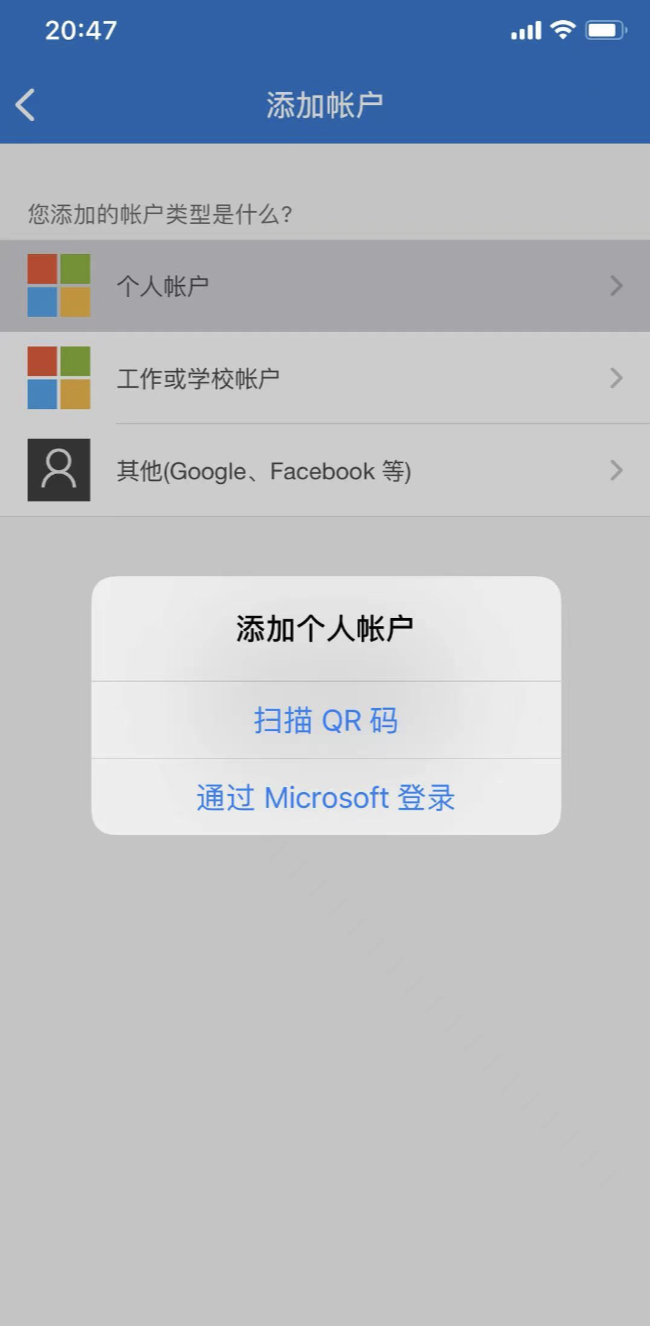 20:47
添加帐户
您添加的帐户类型是什么?
个人帐户
工作或学校帐户
其他(Google、Facebook 等)
添加个人帐户
扫描 QR 码
通过 Microsoft 登录